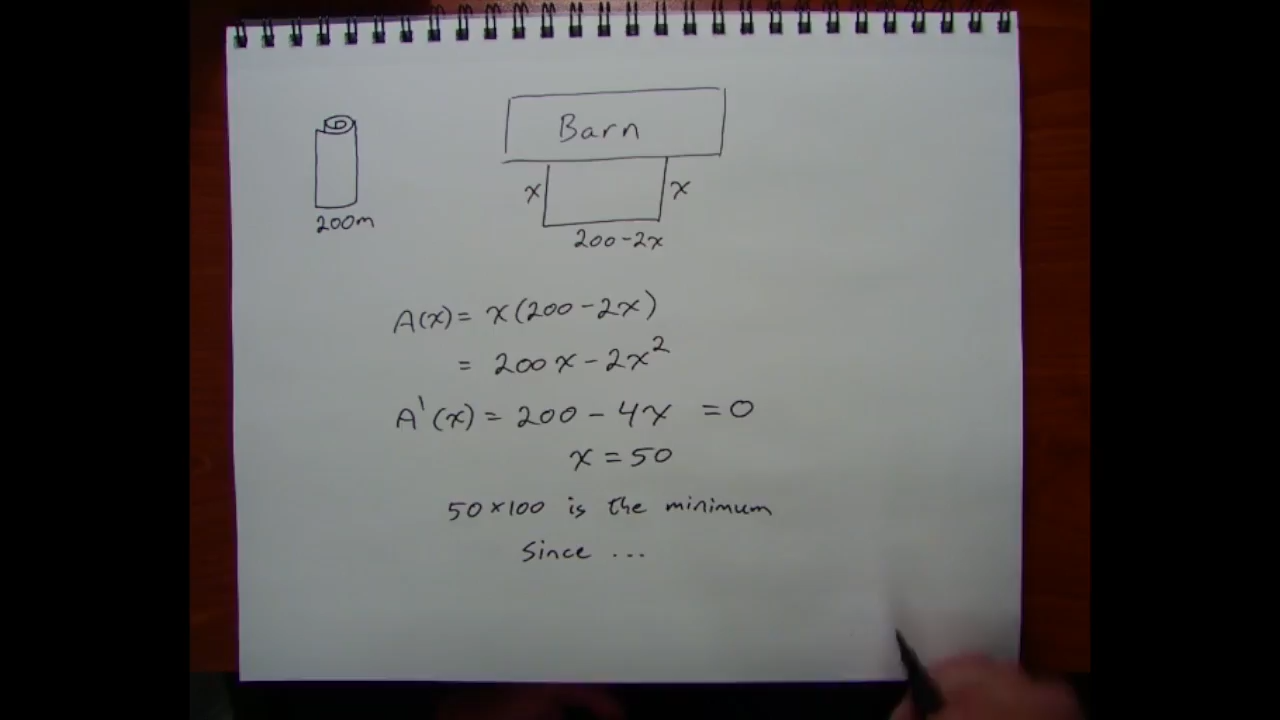 Barn
x
x
200m
200-2x
A(x) = x(200-2x)
= 200x-2x²
A'(x) = 200-4x =0
x=50
50×100 is the minimum
Since ...